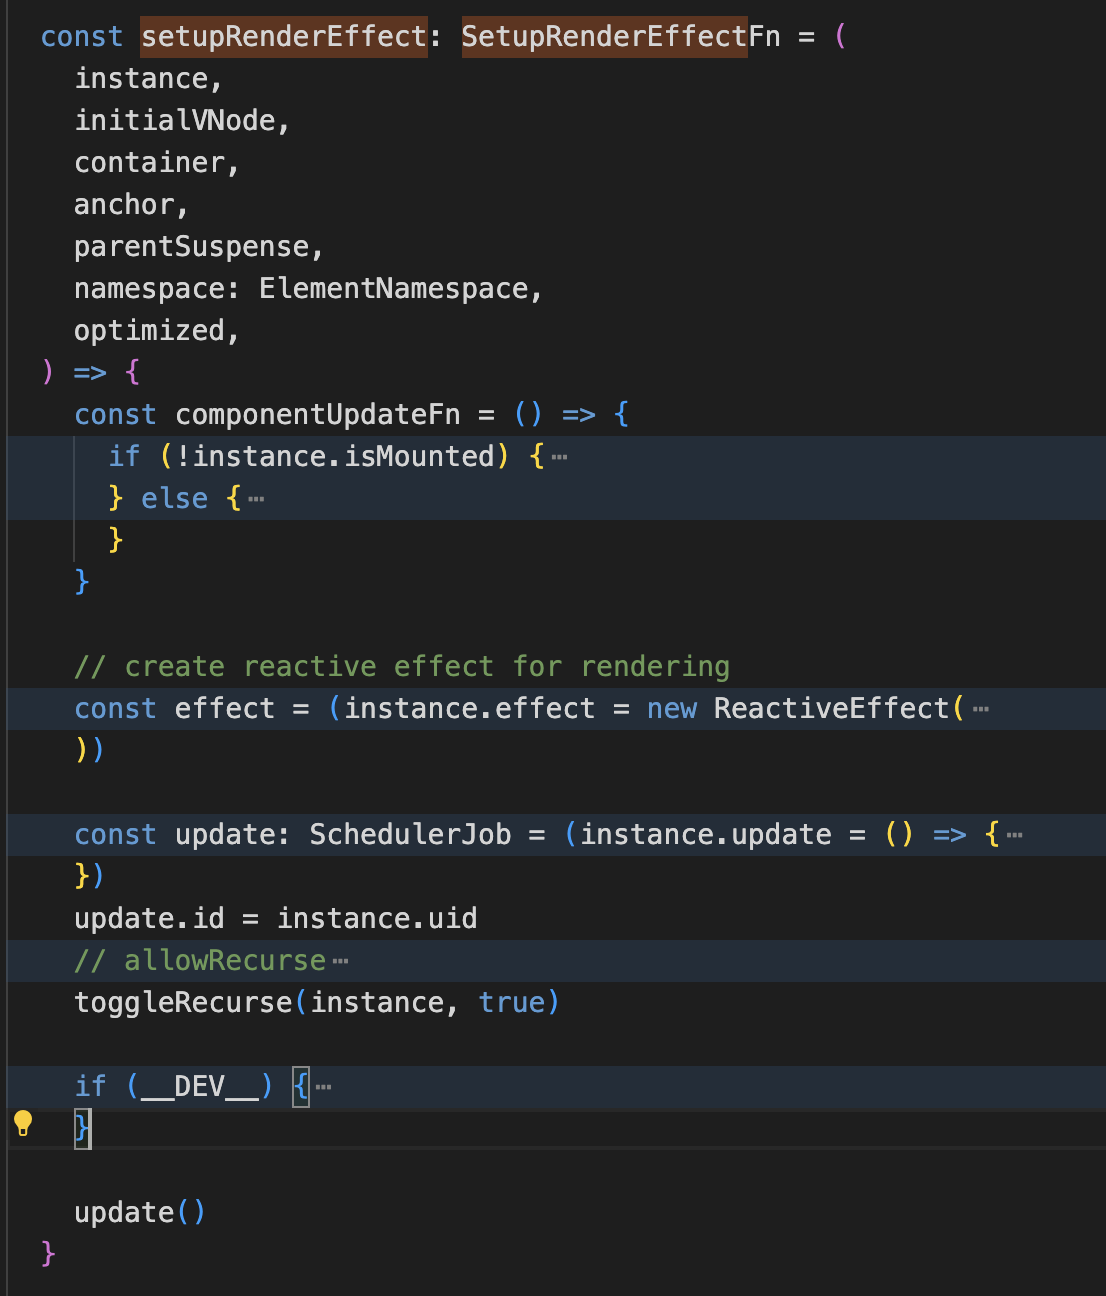 const setupRenderEffect: SetupRenderEffectFn = (
  instance,
  initialVNode,
  container,
  anchor,
  parentSuspense,
  namespace: ElementNamespace,
  optimized,
) => {
  const componentUpdateFn = () => {
    if (!instance.isMounted) {⋯
    } else {⋯
    }
  }

  // create reactive effect for rendering
  const effect = (instance.effect = new ReactiveEffect(⋯
  ))

  const update: SchedulerJob = (instance.update = () => {⋯
  })
  update.id = instance.uid
  // allowRecurse⋯
  toggleRecurse(instance, true)

  if (__DEV__) {⋯
  }

  update()
}